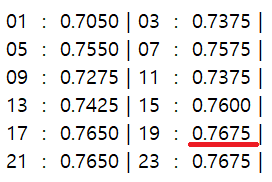 01 : 0.7050 | 03 : 0.7375 |
05 : 0.7550 | 07 : 0.7575 |
09 : 0.7275 | 11 : 0.7375 |
13 : 0.7425 | 15 : 0.7600 |
17 : 0.7650 | 19 : 0.7675 |
21 : 0.7650 | 23 : 0.7675 |